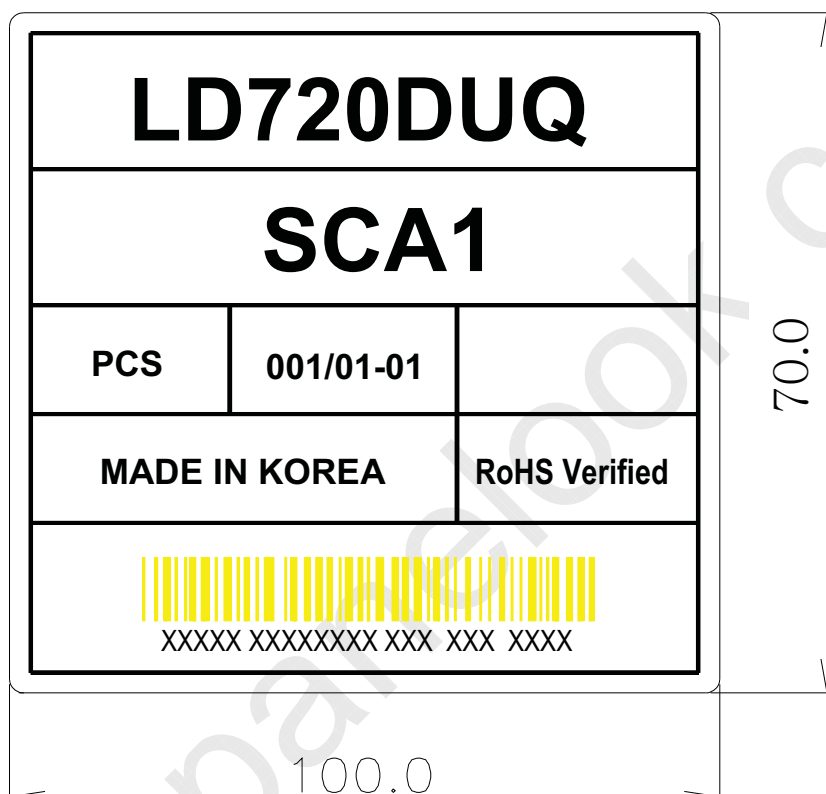 LD720DUQ
SCA1
PCS 001/01-01
MADE IN KOREA RoHS Verified
XXXXX XXXXXXXX XXX XXX XXXX
70.0
100.0
panelook c